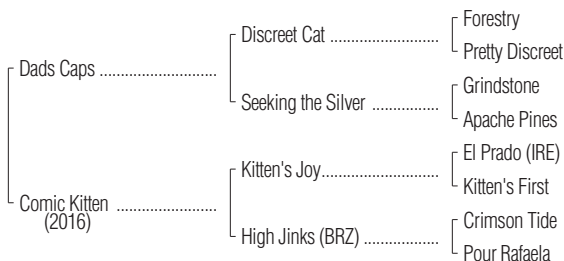 Forestry
Discreet Cat ....................
Pretty Discreet
Dads Caps ......................
Grindstone
Seeking the Silver .............
Apache Pines
El Prado (IRE)
Kitten's Joy.....................
Kitten's First
Comic Kitten ..................
(2016)
Crimson Tide
High Jinks (BRZ) ..............
Pour Rafaela